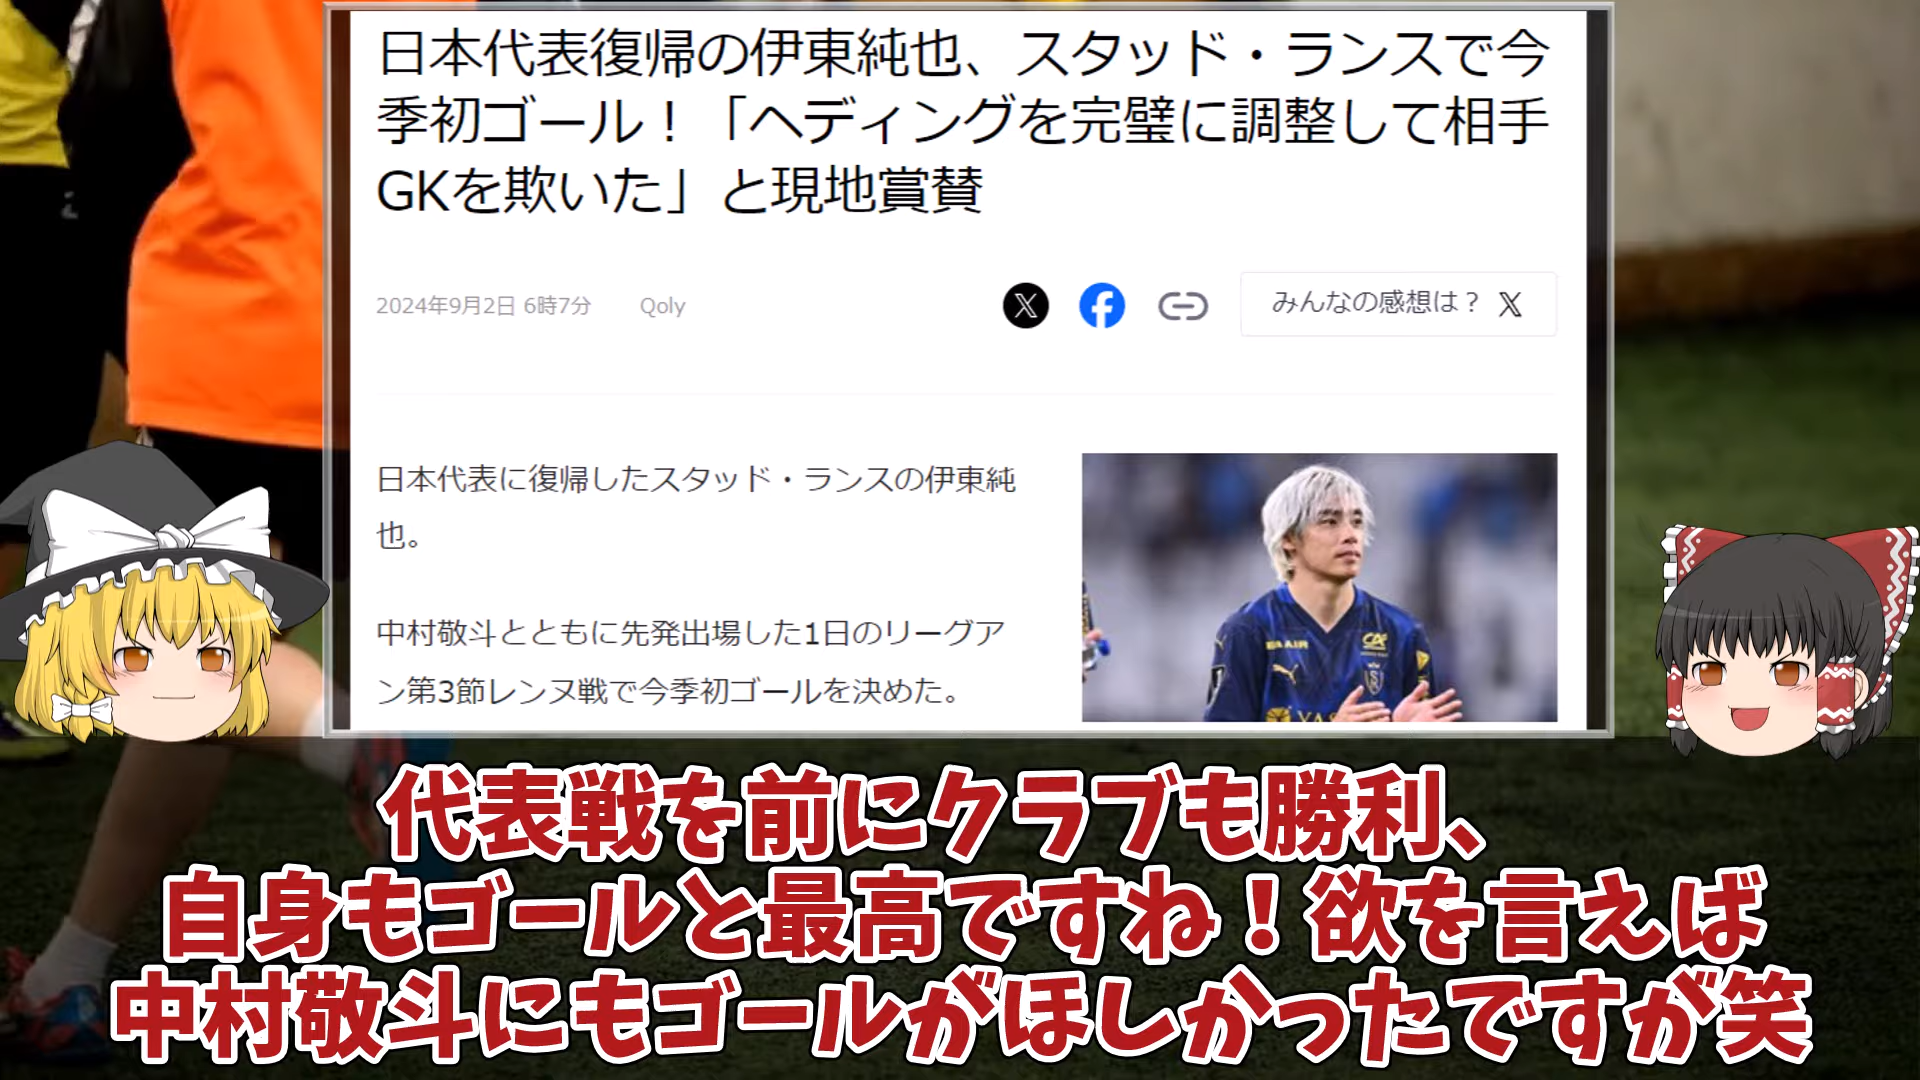 日本代表復帰の伊東純也、スタッド・ランスで今
季初ゴール！「ヘディングを完璧に調整して相手
GKを欺いた」と現地賞賛
2024年9月2日 6時7分 Qoly
みんなの感想は？
日本代表に復帰したスタッド・ランスの伊東純
也。
中村敬斗とともに先発出場した1日のリーグア
ン第3節レンヌ戦で今季初ゴールを決めた。
代表戦を前にクラブも勝利、
自身もゴールと最高ですね！欲を言えば
中村敬斗にもゴールがほしかったですが笑